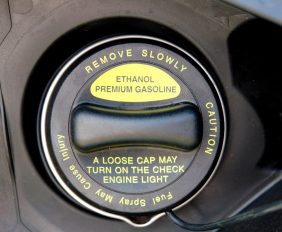 REMOVE SLOWLY
CAUTION
ETHANOL
PREMIUM GASOLINE
A LOOSE CAP MAY
TURN ON THE CHECK
ENGINE LIGHT
Fuel Spray May Cause Injury